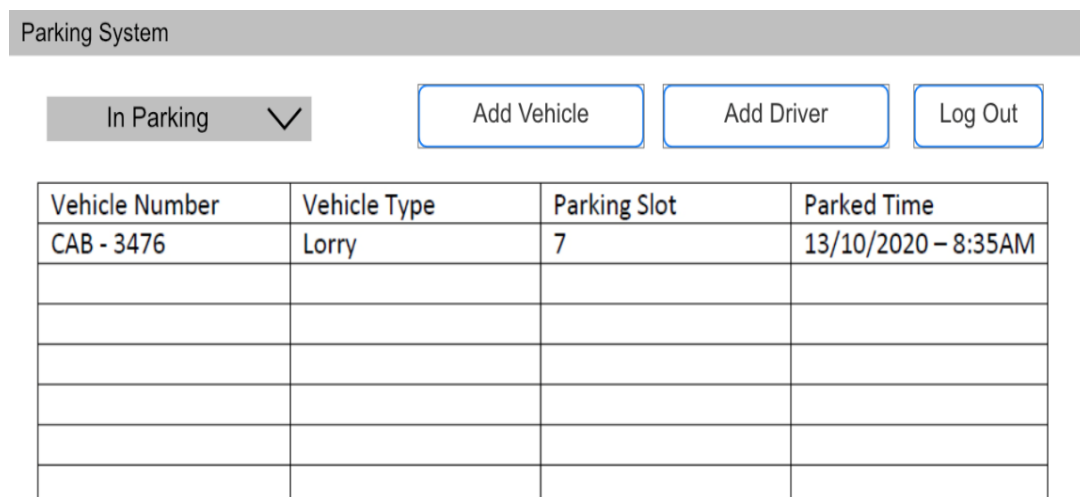 Parking System
In Parking Add Vehicle Add Driver Log Out
Vehicle Number Vehicle Type Parking Slot Parked Time
CAB - 3476 Lorry 7 13/10/2020 – 8:35AM